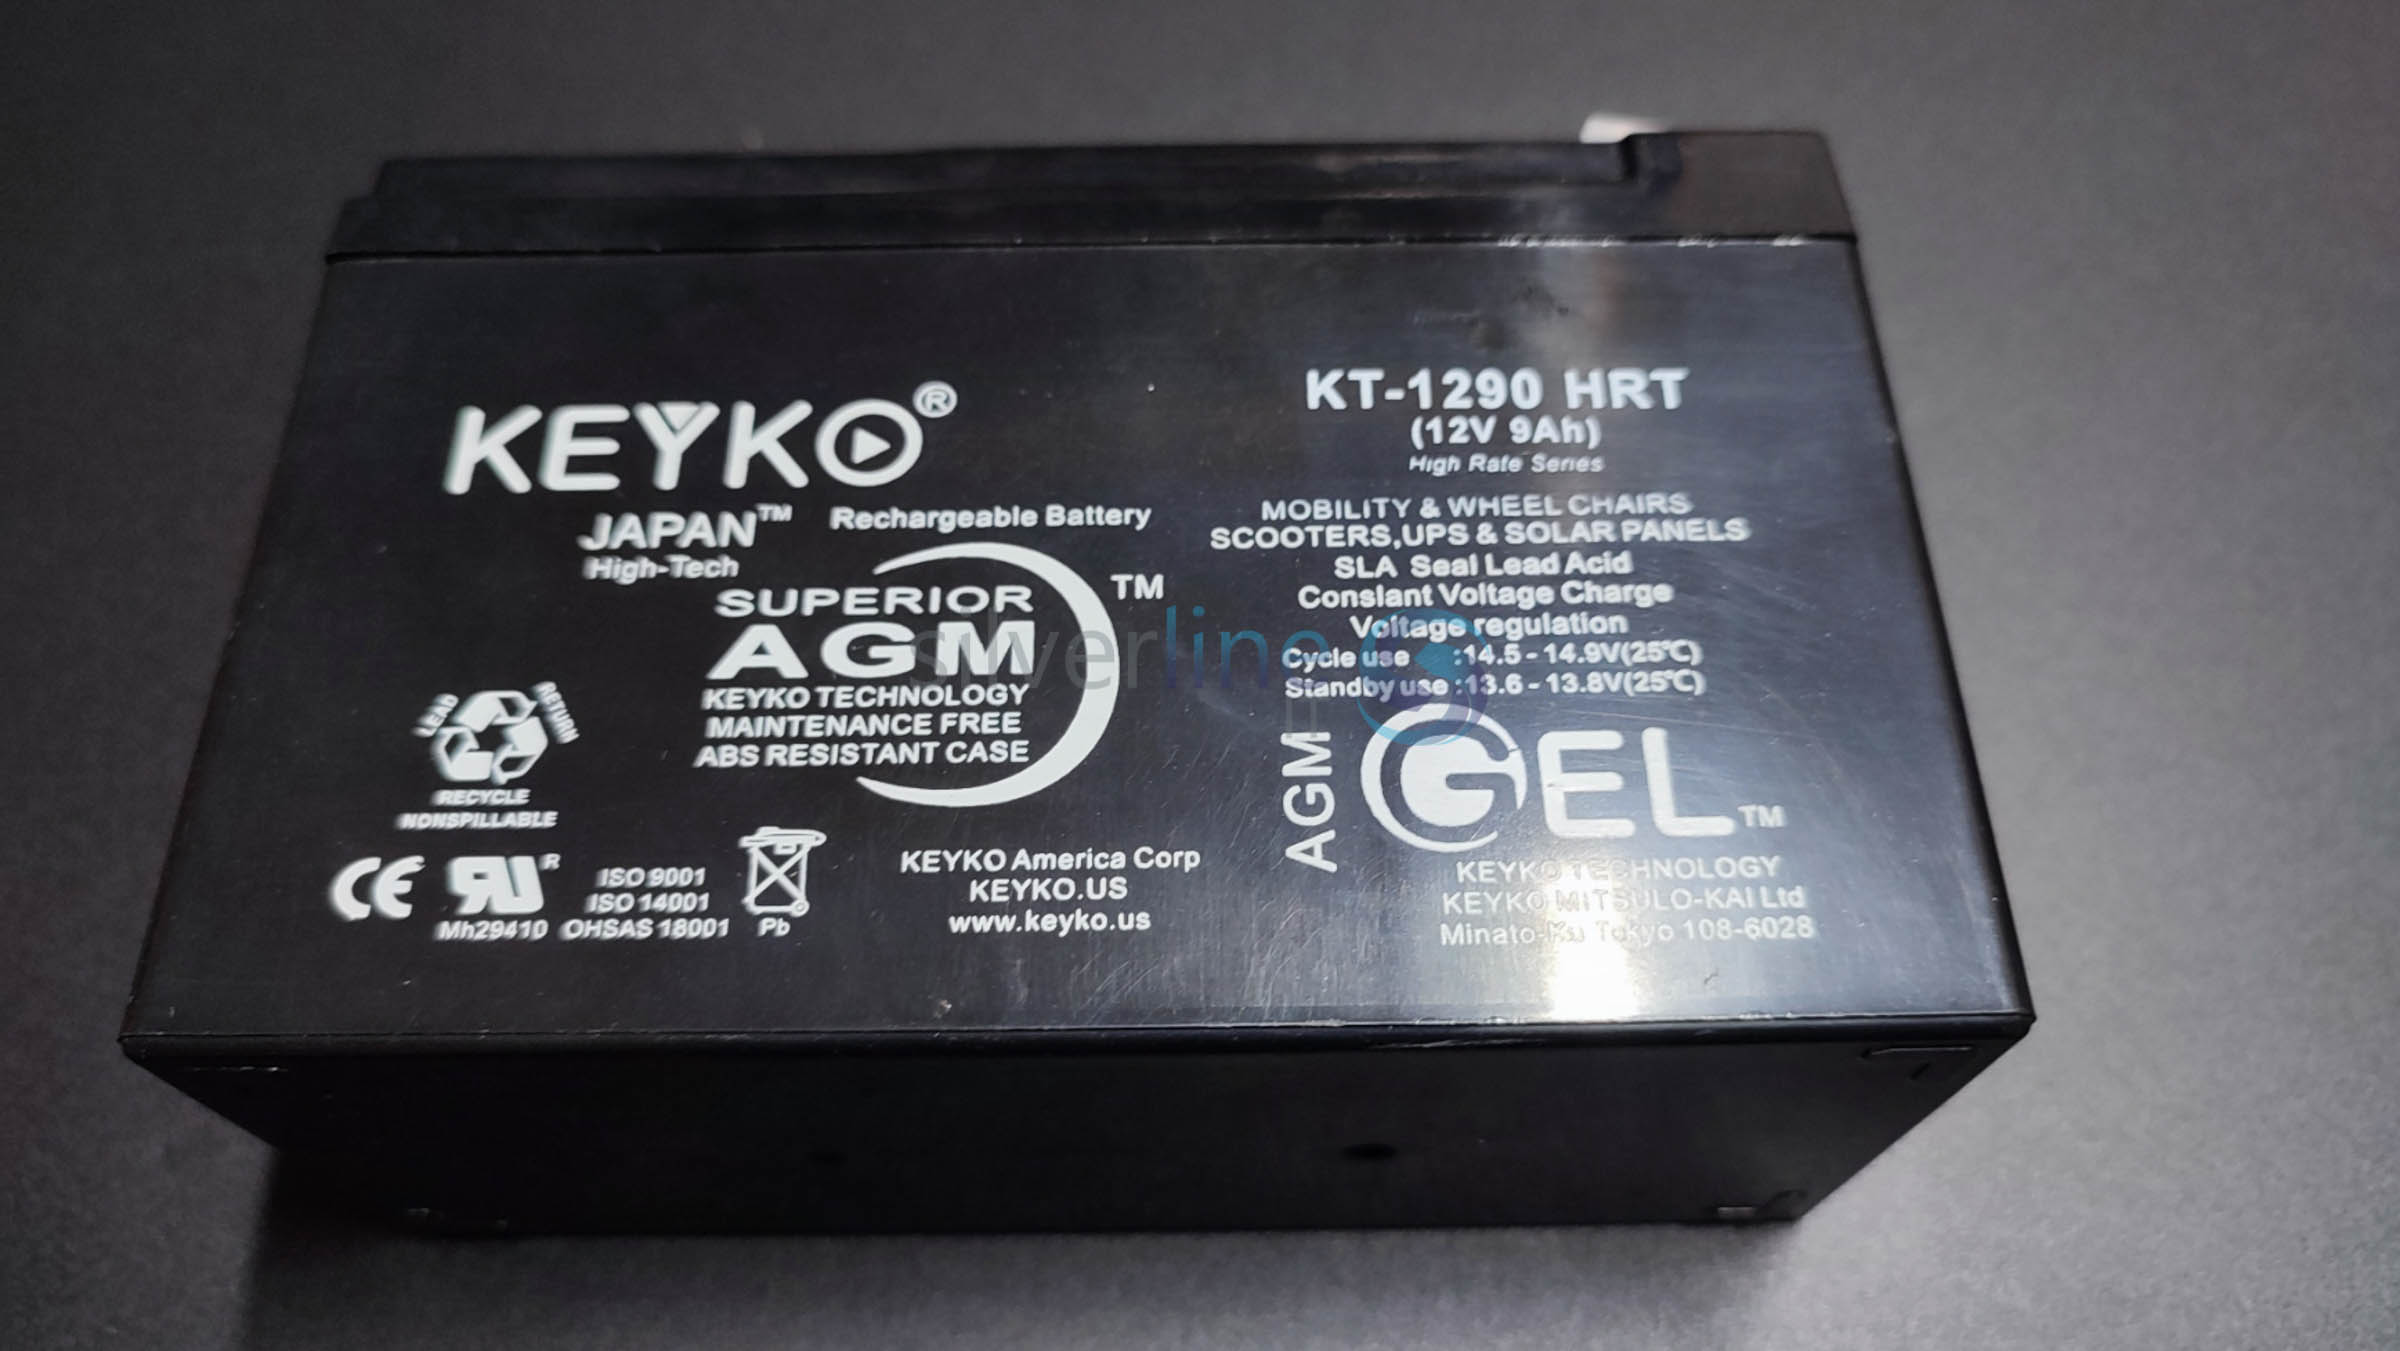 KEYKO®
JAPAN™ Rechargeable Battery
High-Tech
SUPERIOR
AGM
TM
KEYKO TECHNOLOGY
MAINTENANCE FREE
ABS RESISTANT CASE
LEAD
RETURN
RECYCLE
NONSPILLABLE
CE
R
ISO 9001
ISO 14001
Mh29410 OHSAS 18001
Pb
KEYKO America Corp
KEYKO.US
www.keyko.us
KT-1290 HRT
(12V 9Ah)
High Rate Series
MOBILITY & WHEEL CHAIRS
SCOOTERS,UPS & SOLAR PANELS
SLA Seal Lead Acid
Conslant Voltage Charge
Voltage regulation
Cycle use :14.5 - 14.9V(25℃)
Standby use :13.6 - 13.8V(25℃)
AGM II
GEL™
KEYKO TECHNOLOGY
KEYKO MITSULO-KAI Ltd
Minato-Ku Tokyo 108-6028
silverline